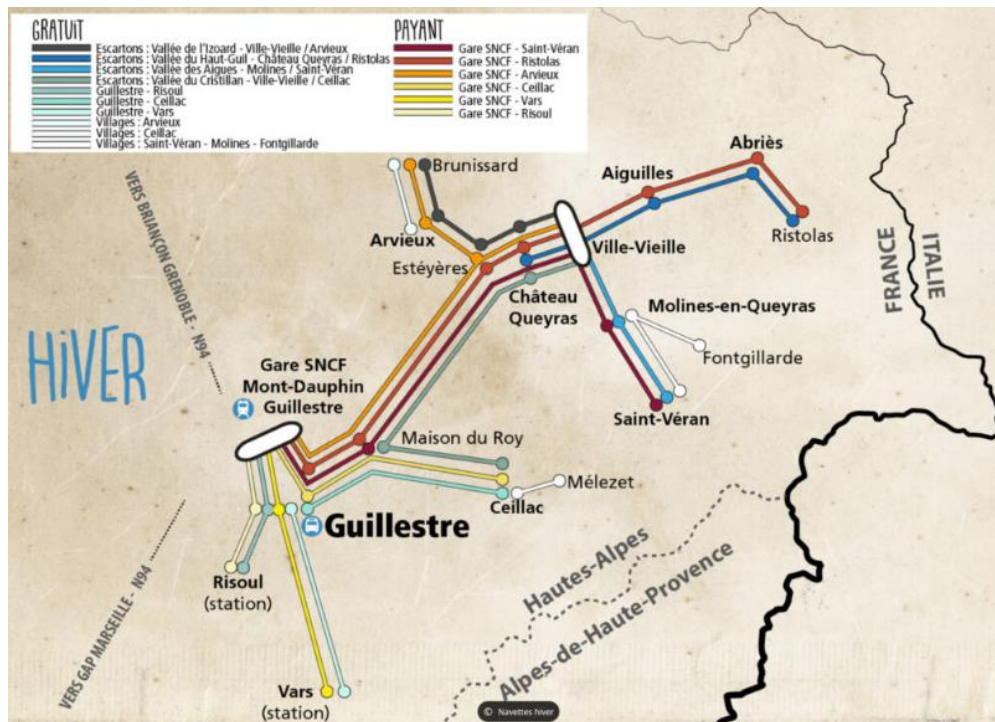 GRATUIT
Escartons : Vallée de l'Izoard - Ville-Vieille / Arvieux
Escartons : Vallée du Haut-Guil - Château Queyras / Ristolas
Escartons : Vallée des Aigues - Molines / Saint-Véran
Escartons : Vallée du Cristillan - Ville-Vieille / Ceillac
Guillestre - Risoul
Guillestre - Ceillac
Guillestre - Vars
Villages : Arvieux
Villages : Ceillac
Villages : Saint-Véran - Molines - Fontgillarde
PAYANT
Gare SNCF - Saint-Véran
Gare SNCF - Ristolas
Gare SNCF - Arvieux
Gare SNCF - Ceillac
Gare SNCF - Vars
Gare SNCF - Risoul
VERS BRIANÇON GRENOBLE - N94
Brunissard
Abriès
Aiguilles
Arvieux
Ristolas
Ville-Vieille
Estéyères
FRANCE
ITALIE
Château
Queyras
Molines-en-Queyras
Fontgillarde
HiVER
Gare SNCF
Mont-Dauphin
Guillestre
Saint-Véran
Maison du Roy
Mélezet
Ceillac
Guillestre
Risoul
(station)
Hautes-Alpes
Alpes-de-Haute-Provence
VERS GAP MARSEILLE - N94
Vars
(station)
© Navettes hiver